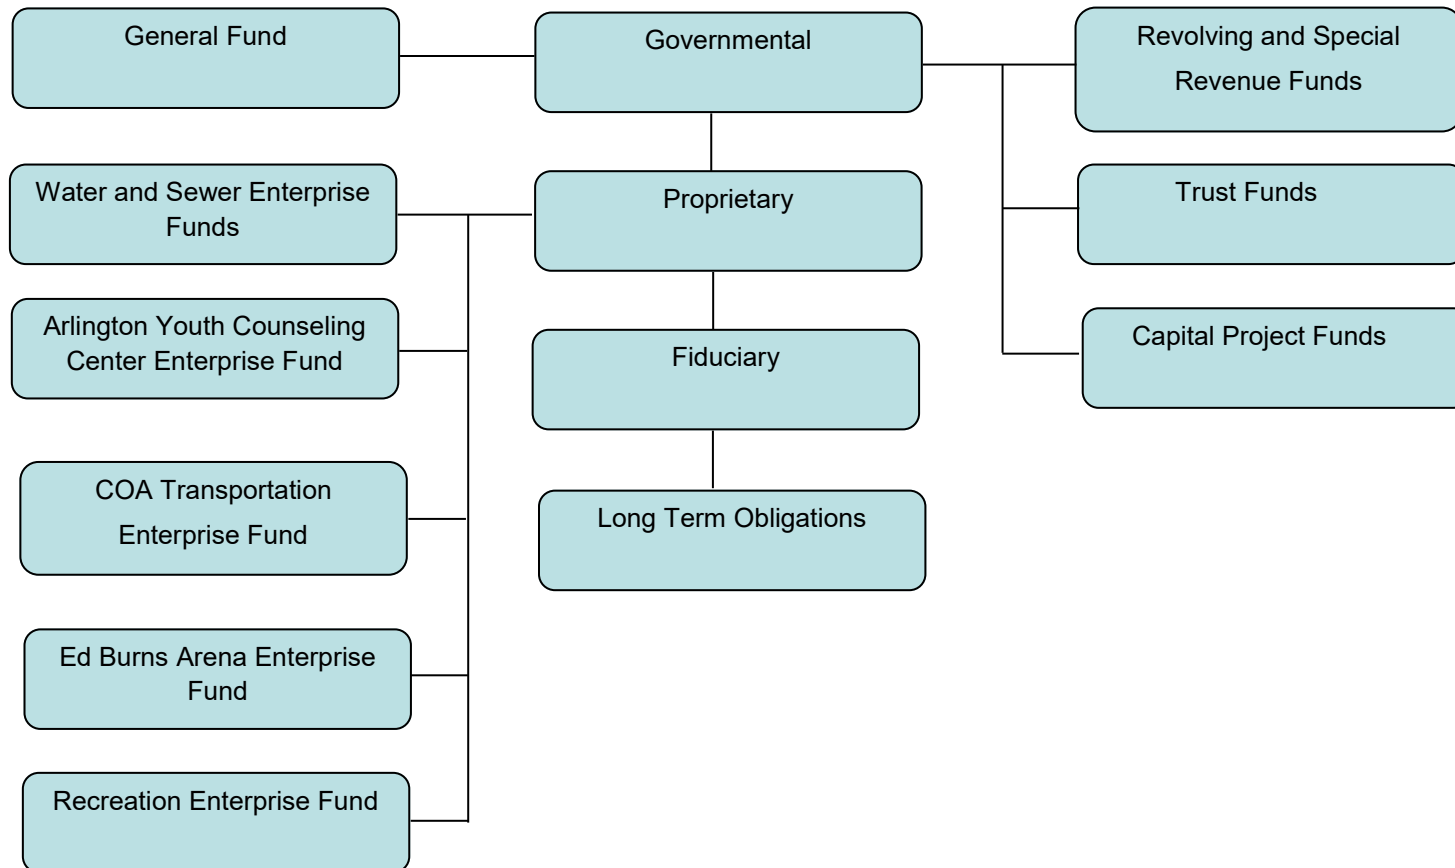 General Fund
Governmental
Revolving and Special
Revenue Funds
Water and Sewer Enterprise
Funds
Proprietary
Trust Funds
Arlington Youth Counseling
Center Enterprise Fund
Fiduciary
Capital Project Funds
COA Transportation
Enterprise Fund
Long Term Obligations
Ed Burns Arena Enterprise
Fund
Recreation Enterprise Fund